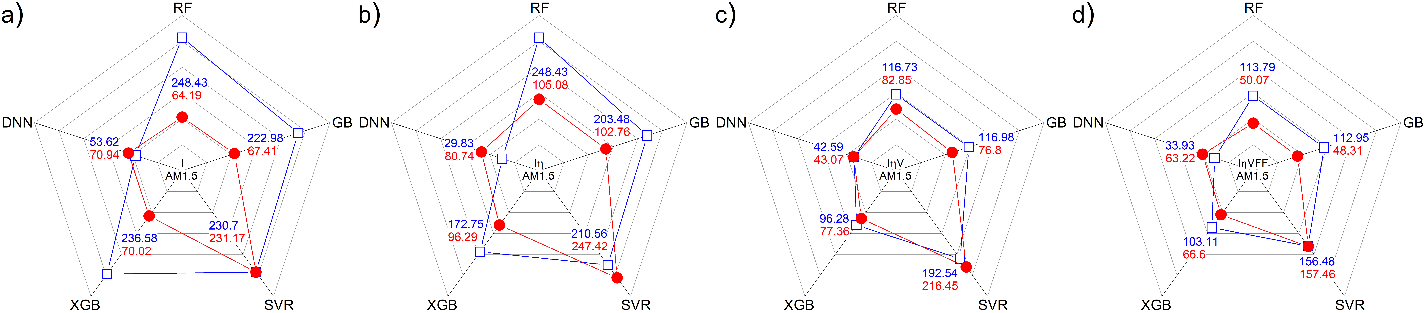 a)
RF
248.43
64.19
DNN
53.62
70.94
222.98
67.41
GB
I
AM1.5
236.58
70.02
230.7
231.17
XGB
SVR
b)
RF
248.43
105.08
DNN
29.83
80.74
203.48
102.76
GB
Iη
AM1.5
172.75
96.29
210.56
247.42
XGB
SVR
c)
RF
116.73
82.85
DNN
42.59
43.07
116.98
76.8
GB
IηV
AM1.5
96.28
77.36
192.54
216.45
XGB
SVR
d)
RF
113.79
50.07
DNN
33.93
63.22
112.95
48.31
GB
IηVFF
AM1.5
103.11
66.6
156.48
157.46
XGB
SVR